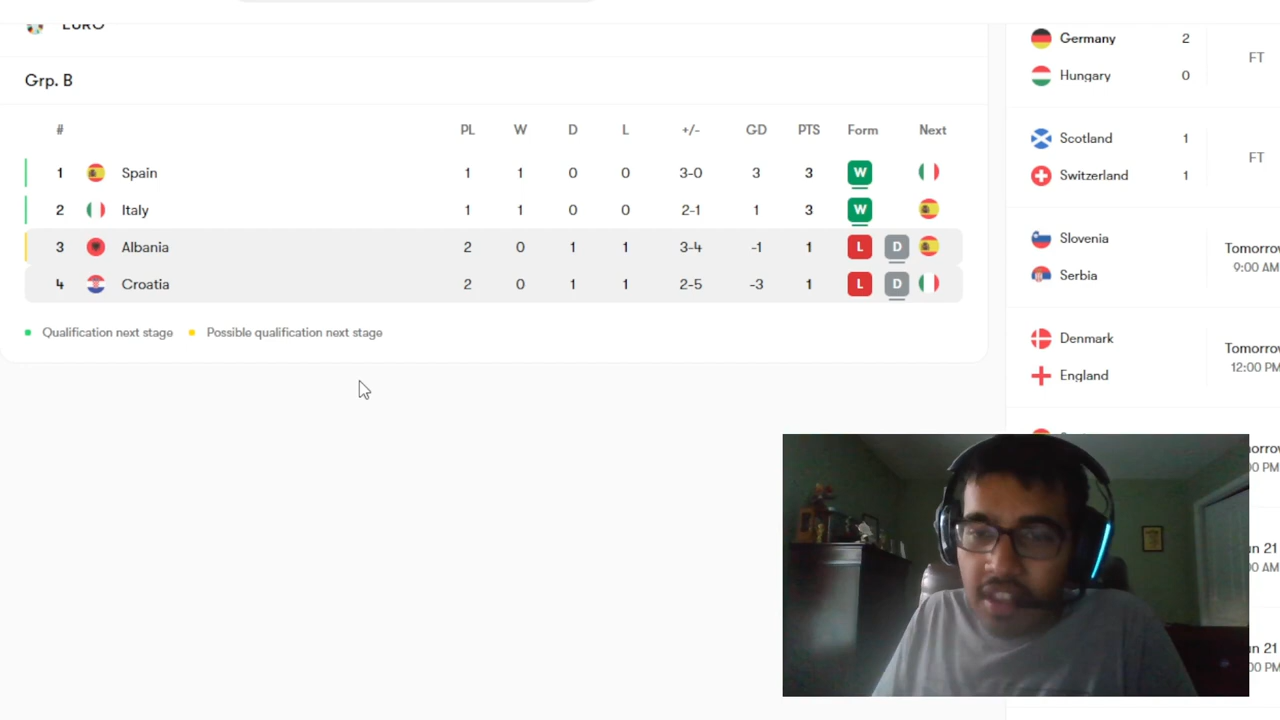 EURO
Grp. B
# PL W D L +/- GD PTS Form Next
1 Spain 1 1 0 0 3-0 3 3 W
2 Italy 1 1 0 0 2-1 1 3 W
3 Albania 2 0 1 1 3-4 -1 1 L D
4 Croatia 2 0 1 1 2-5 -3 1 L D
Qualification next stage Possible qualification next stage
Germany 2
FT
Hungary 0
Scotland 1
FT
Switzerland 1
Slovenia
Tomorrow
9:00 AM
Serbia
Denmark
Tomorrow
12:00 PM
England